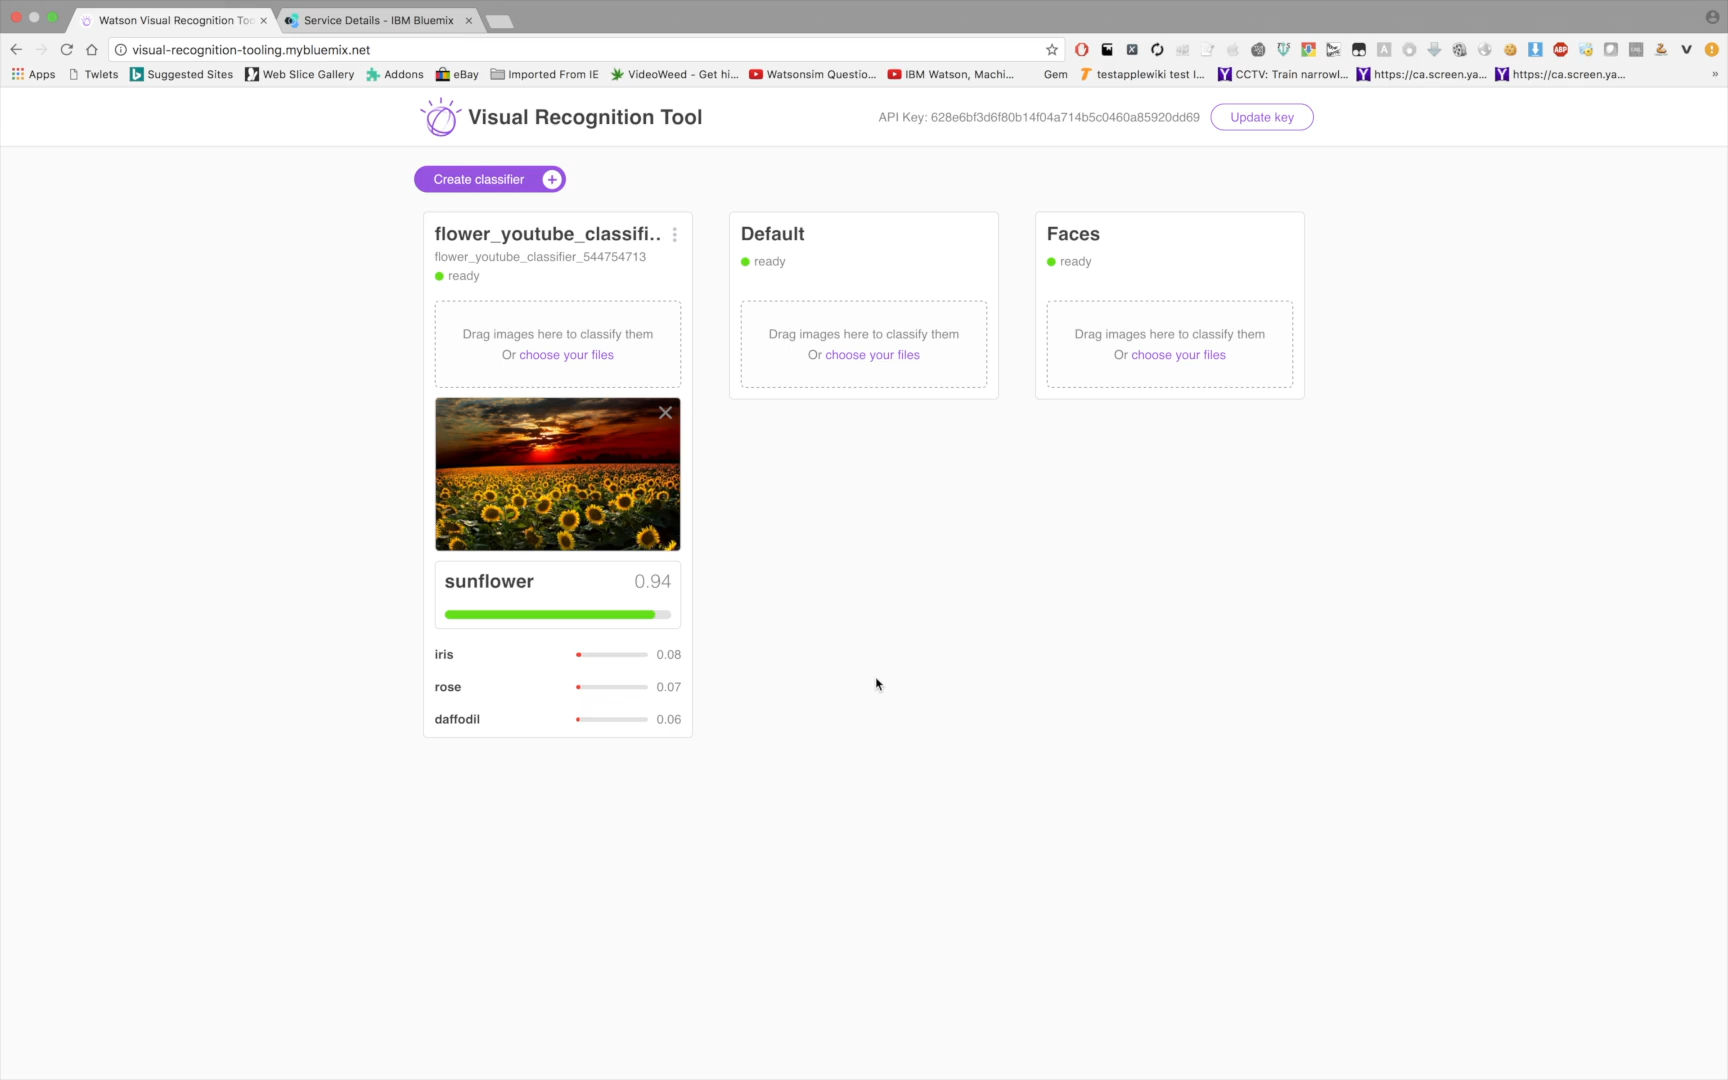 Watson Visual Recognition Too
Service Details - IBM Bluemix
visual-recognition-tooling.mybluemix.net
Apps
Twlets
Suggested Sites
Web Slice Gallery
Addons
eBay
Imported From IE
VideoWeed - Get hi...
Watsonsim Questio...
IBM Watson, Machi...
Gem
testapplewiki test I...
CCTV: Train narrowl...
https://ca.screen.ya...
https://ca.screen.ya...
»
Visual Recognition Tool
API Key: 628e6bf3d6f80b14f04a714b5c0460a85920dd69
Update key
Create classifier
flower_youtube_classifi..
flower_youtube_classifier_544754713
ready
Drag images here to classify them
Or choose your files
sunflower 0.94
iris 0.08
rose 0.07
daffodil 0.06
Default
ready
Drag images here to classify them
Or choose your files
Faces
ready
Drag images here to classify them
Or choose your files